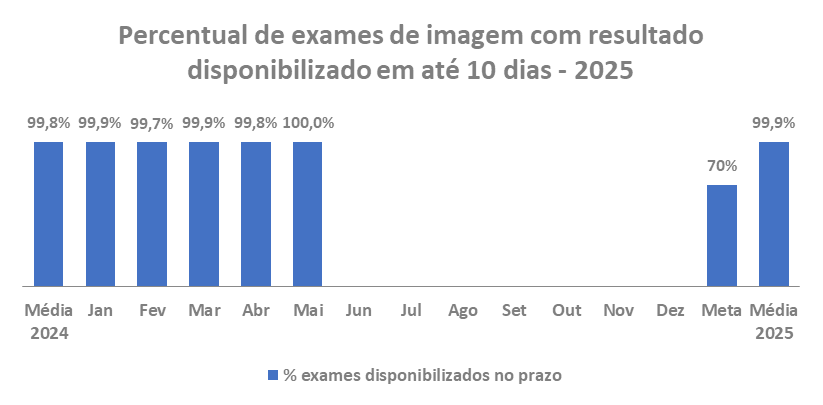 Percentual de exames de imagem com resultado
disponibilizado em até 10 dias - 2025
99,8% 99,9% 99,7% 99,9% 99,8% 100,0% 70% 99,9%
Média 2024 Jan Fev Mar Abr Mai Jun Jul Ago Set Out Nov Dez Meta Média 2025
% exames disponibilizados no prazo